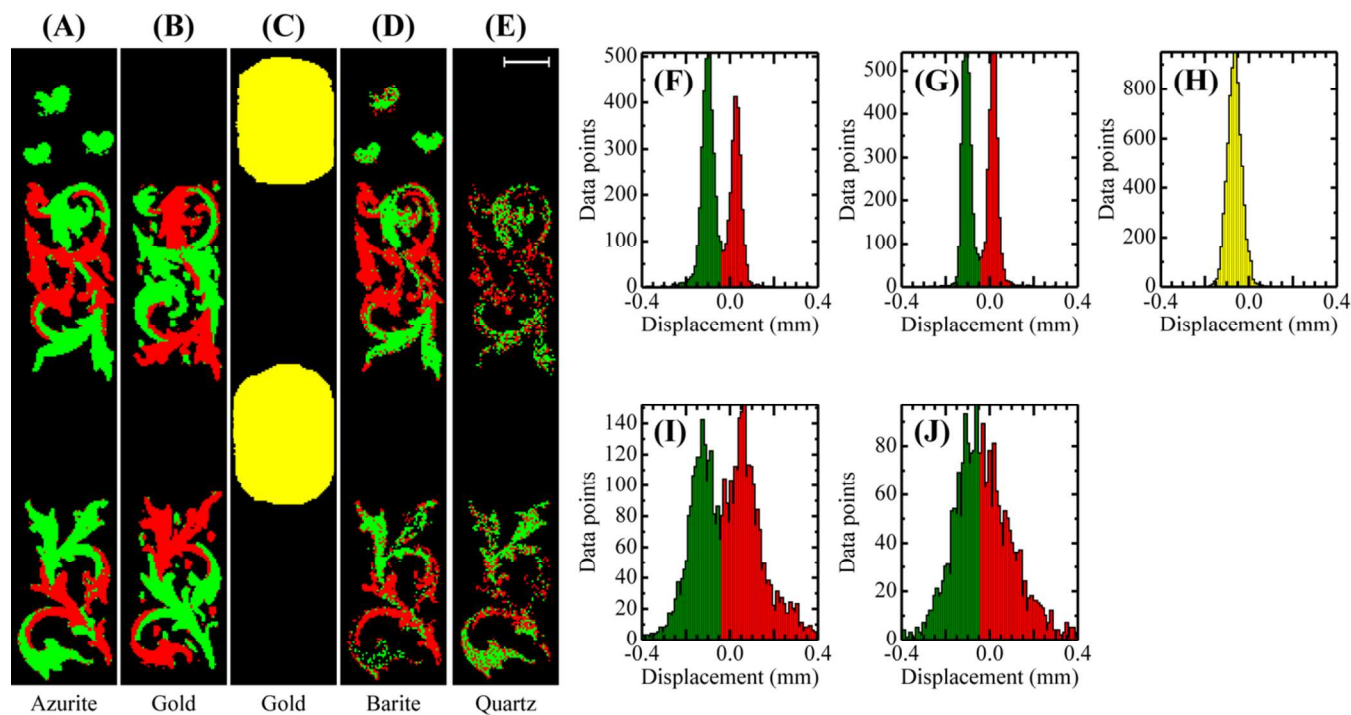 (A) (B) (C) (D) (E)
Azurite Gold Gold Barite Quartz
(F)
500
400
300
200
100
0
Data points
-0.4 0.0 0.4
Displacement (mm)
(G)
500
400
300
200
100
0
Data points
-0.4 0.0 0.4
Displacement (mm)
(H)
800
600
400
200
0
Data points
-0.4 0.0 0.4
Displacement (mm)
(I)
140
120
100
80
60
40
20
0
Data points
-0.4 0.0 0.4
Displacement (mm)
(J)
80
60
40
20
0
Data points
-0.4 0.0 0.4
Displacement (mm)